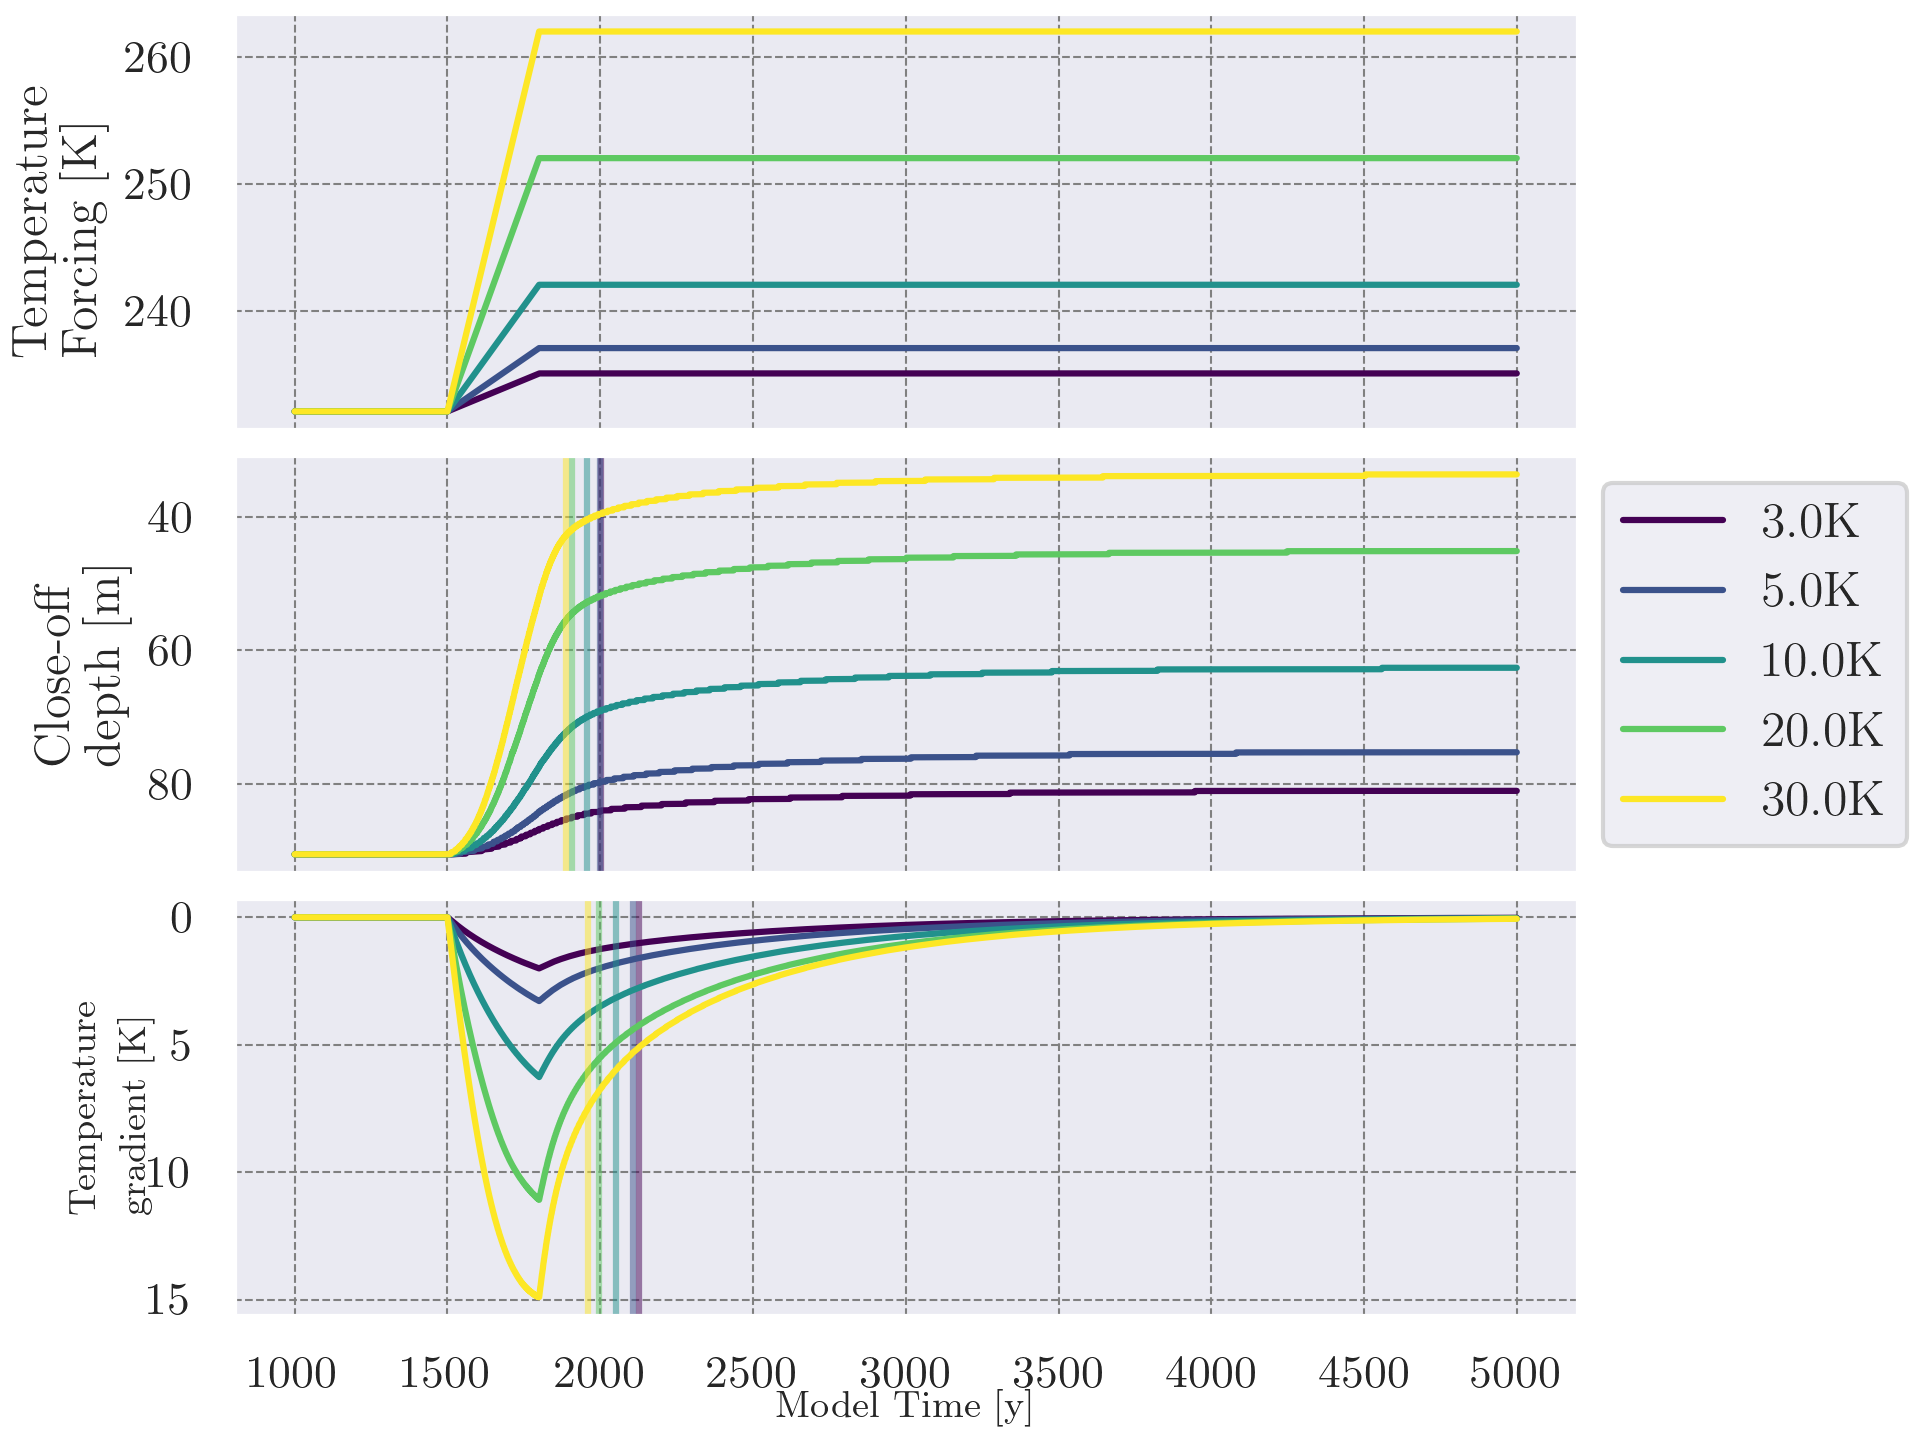 Temperature
Forcing [K]
260
250
240
Close-off
depth [m]
40
60
80
3.0K
5.0K
10.0K
20.0K
30.0K
Temperature
gradient [K]
0
5
10
15
1000 1500 2000 2500 3000 3500 4000 4500 5000
Model Time [y]